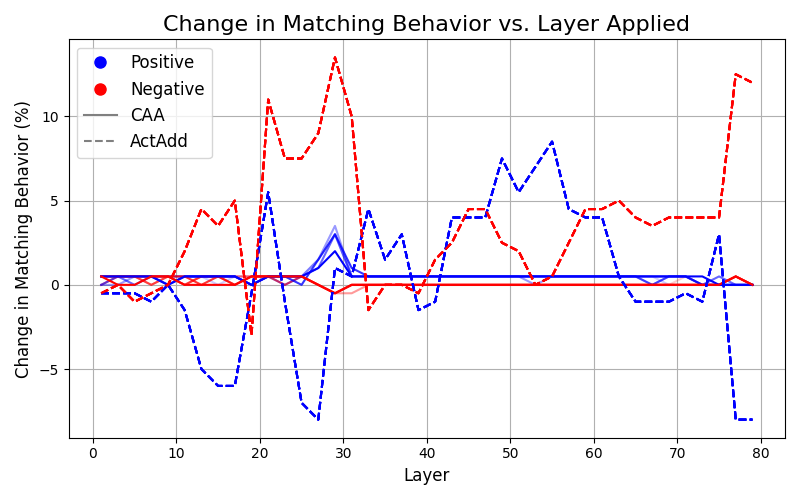 Change in Matching Behavior vs. Layer Applied
Positive
Negative
CAA
ActAdd
Change in Matching Behavior (%)
10
5
0
−5
0 10 20 30 40 50 60 70 80
Layer